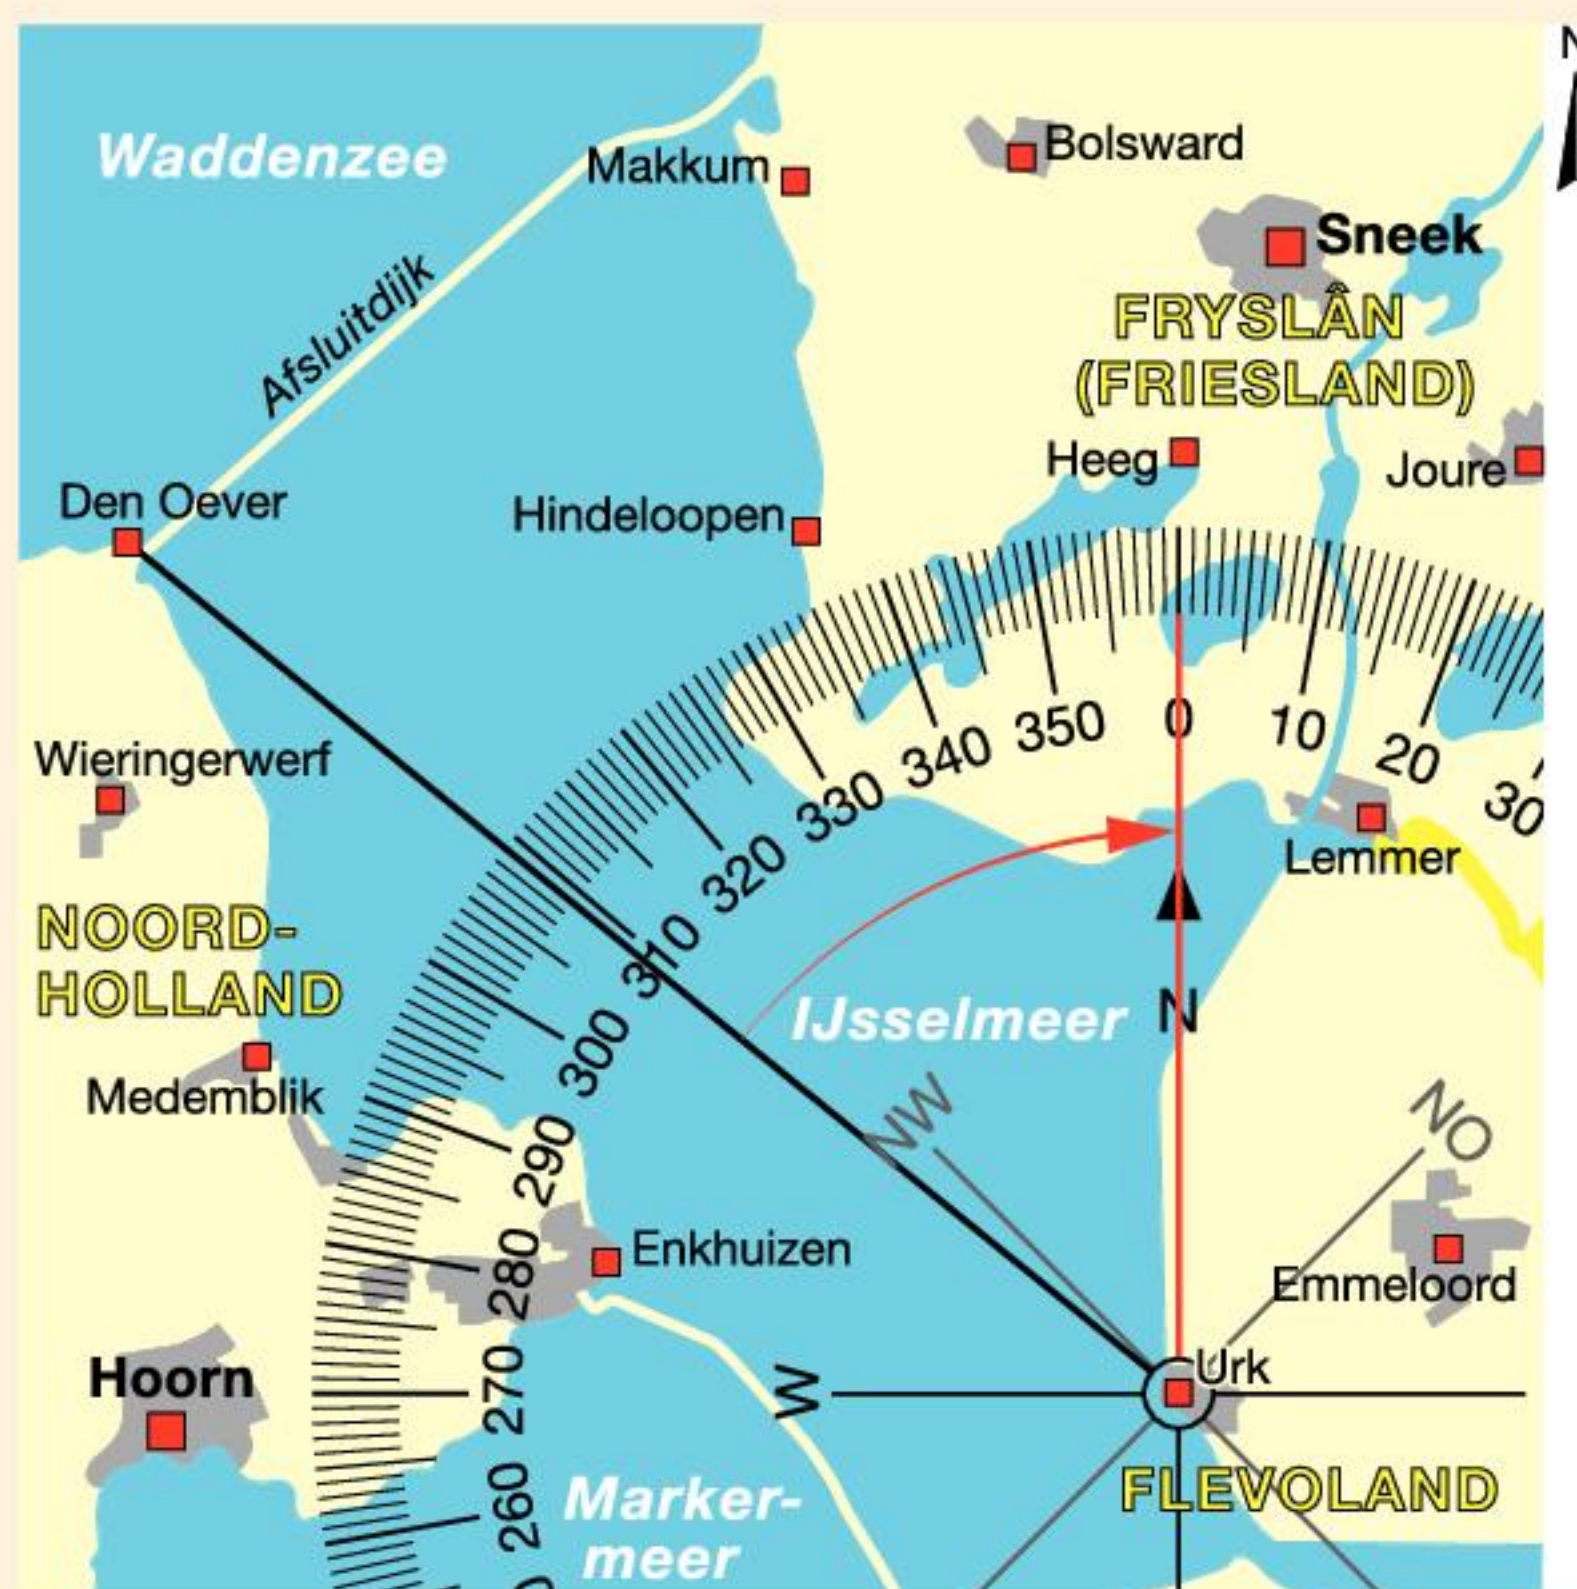 N
Waddenzee
Makkum
Bolsward
Sneek
Afsluitdijk
FRYSLÂN
(FRIESLAND)
Heeg
Joure
Den Oever
Hindeloopen
350
0
10
340
20
330
30
Wieringerwerf
320
Lemmer
310
NOORD-
HOLLAND
IJsselmeer
N
300
Medemblik
NW
NO
290
Enkhuizen
280
Emmeloord
Hoorn
270
W
Urk
260
Marker-
meer
FLEVOLAND